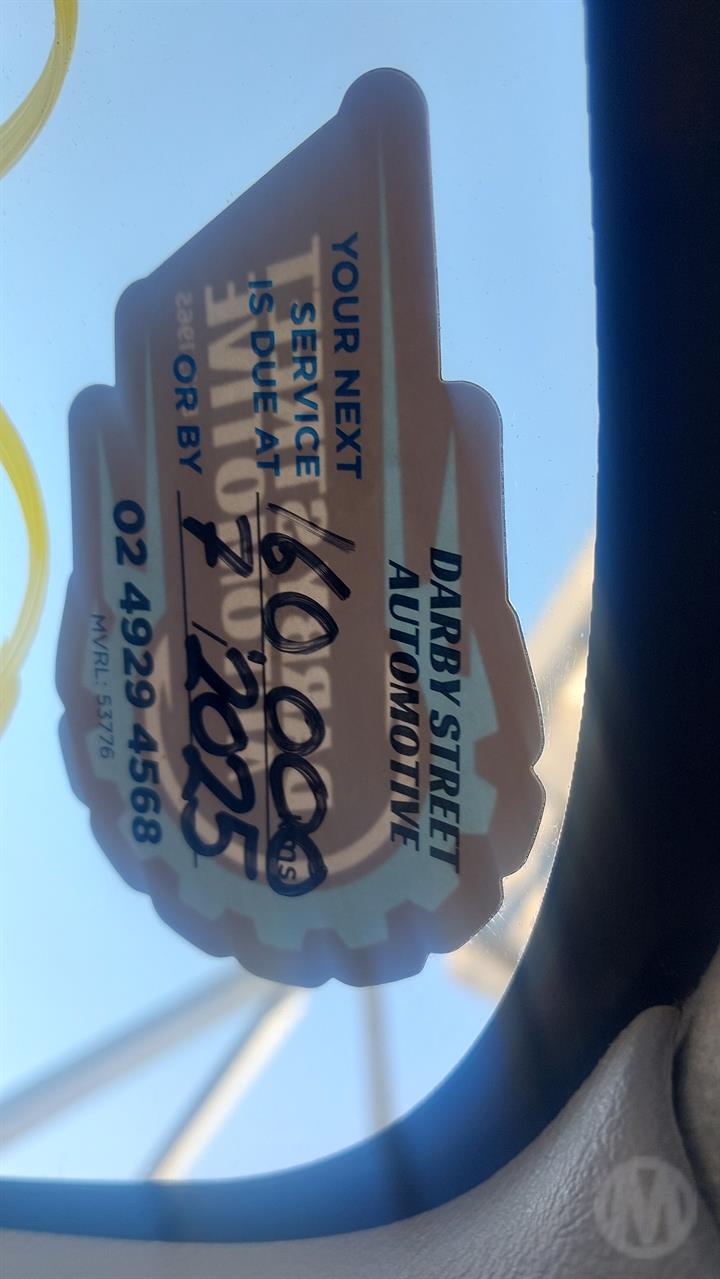 DARBY STREET
AUTOMOTIVE
YOUR NEXT
SERVICE
IS DUE AT 160,000 kms
OR BY 7/2025
02 4929 4568
MVRL: 53776